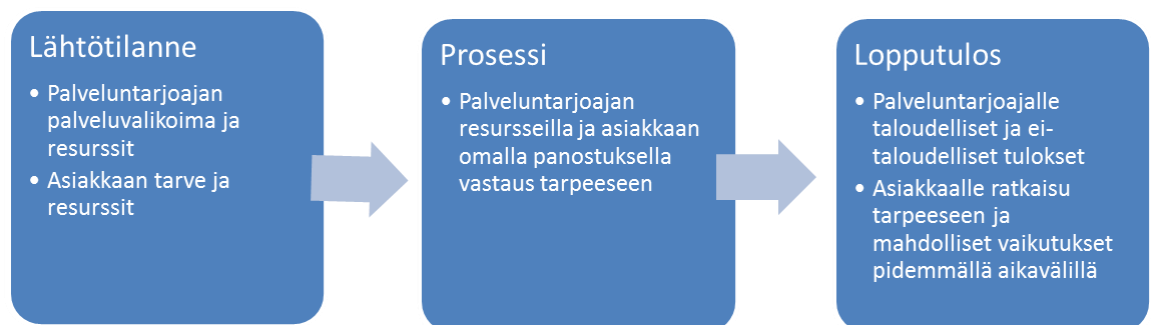 Lähtötilanne
• Palveluntarjoajan
palveluvalikoima ja
resurssit
• Asiakkaan tarve ja
resurssit
Prosessi
• Palveluntarjoajan
resursseilla ja asiakkaan
omalla panostuksella
vastaus tarpeeseen
Lopputulos
• Palveluntarjoajalle
taloudelliset ja ei-
taloudelliset tulokset
• Asiakkaalle ratkaisu
tarpeeseen ja
mahdolliset vaikutukset
pidemmällä aikavälillä